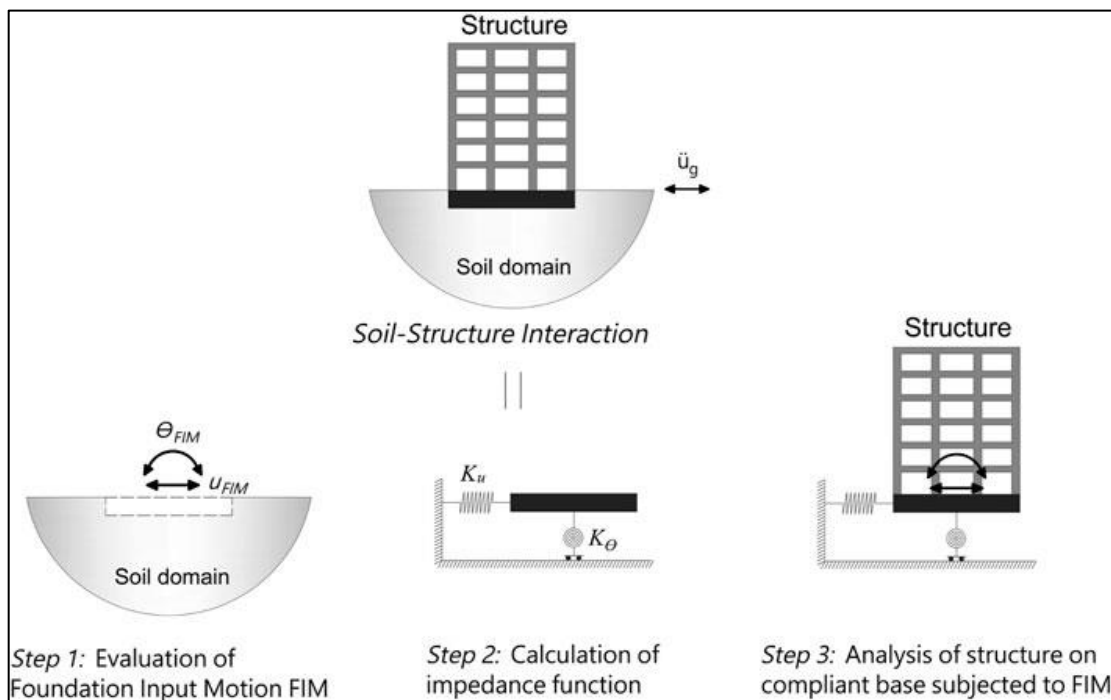 Structure
ü_g
Soil domain
Soil-Structure Interaction
Structure
Θ_FIM
u_FIM
K_u
K_Θ
Soil domain
Step 1: Evaluation of
Foundation Input Motion FIM
Step 2: Calculation of
impedance function
Step 3: Analysis of structure on
compliant base subjected to FIM